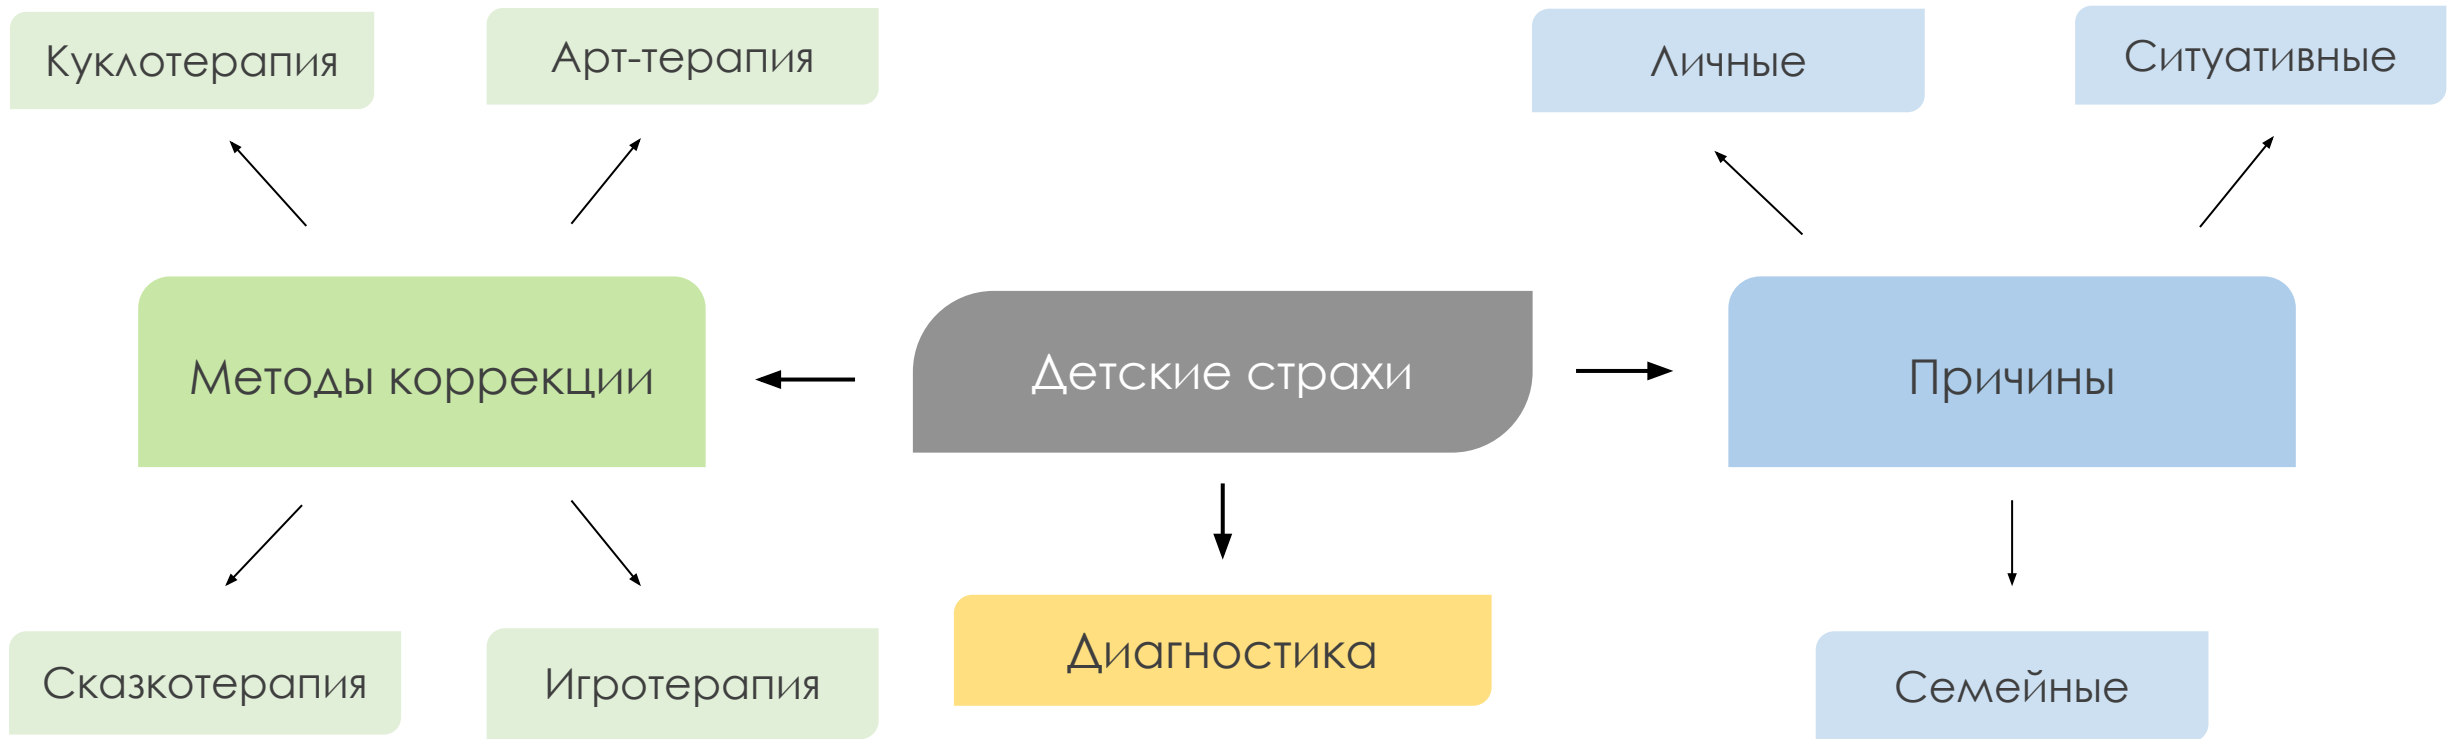 Куклотерапия
Арт-терапия
Личные
Ситуативные
Методы коррекции
Детские страхи
Причины
Диагностика
Сказкотерапия
Игротерапия
Семейные